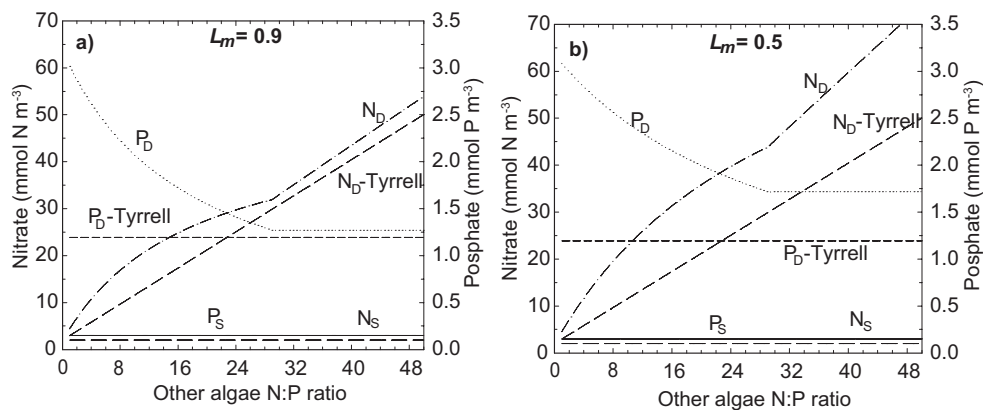 a)
L_m = 0.9
70
60
50
40
30
20
10
0
Nitrate (mmol N m⁻³)
3.5
3.0
2.5
2.0
1.5
1.0
0.5
0.0
Posphate (mmol P m⁻³)
P_D
N_D
P_D-Tyrrell
N_D-Tyrrell
P_S
N_S
0 8 16 24 32 40 48
Other algae N:P ratio
b)
L_m = 0.5
70
60
50
40
30
20
10
0
Nitrate (mmol N m⁻³)
3.5
3.0
2.5
2.0
1.5
1.0
0.5
0.0
Posphate (mmol P m⁻³)
N_D
P_D
N_D-Tyrrell
P_D-Tyrrell
P_S
N_S
0 8 16 24 32 40 48
Other algae N:P ratio